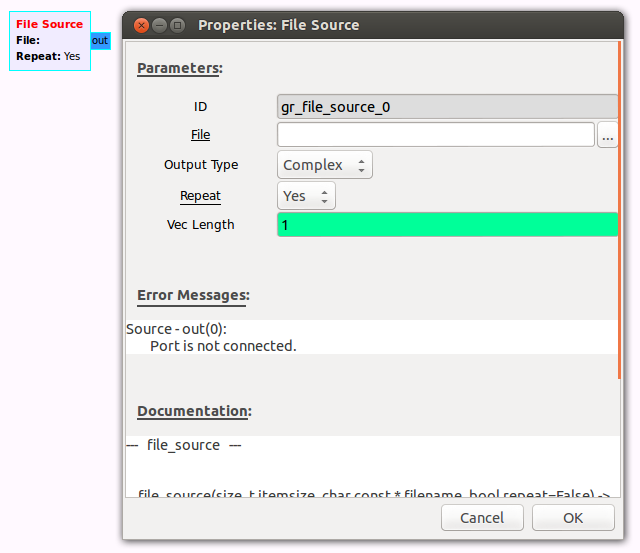 File Source
File:
out
Repeat: Yes
Properties: File Source
Parameters:
ID
gr_file_source_0
File
...
Output Type
Complex
Repeat
Yes
Vec Length
1
Error Messages:
Source - out(0):
Port is not connected.
Documentation:
--- file_source ---
file_source(size_t itemsize, char const * filename, bool repeat=False) ->
Cancel
OK